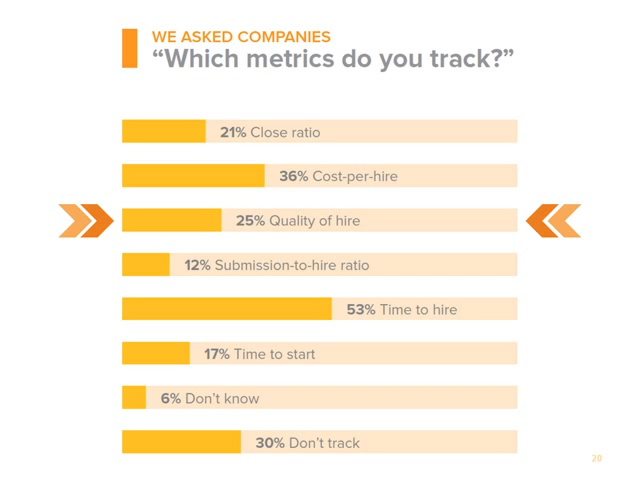 WE ASKED COMPANIES
“Which metrics do you track?”
21% Close ratio
36% Cost-per-hire
25% Quality of hire
12% Submission-to-hire ratio
53% Time to hire
17% Time to start
6% Don’t know
30% Don’t track
28